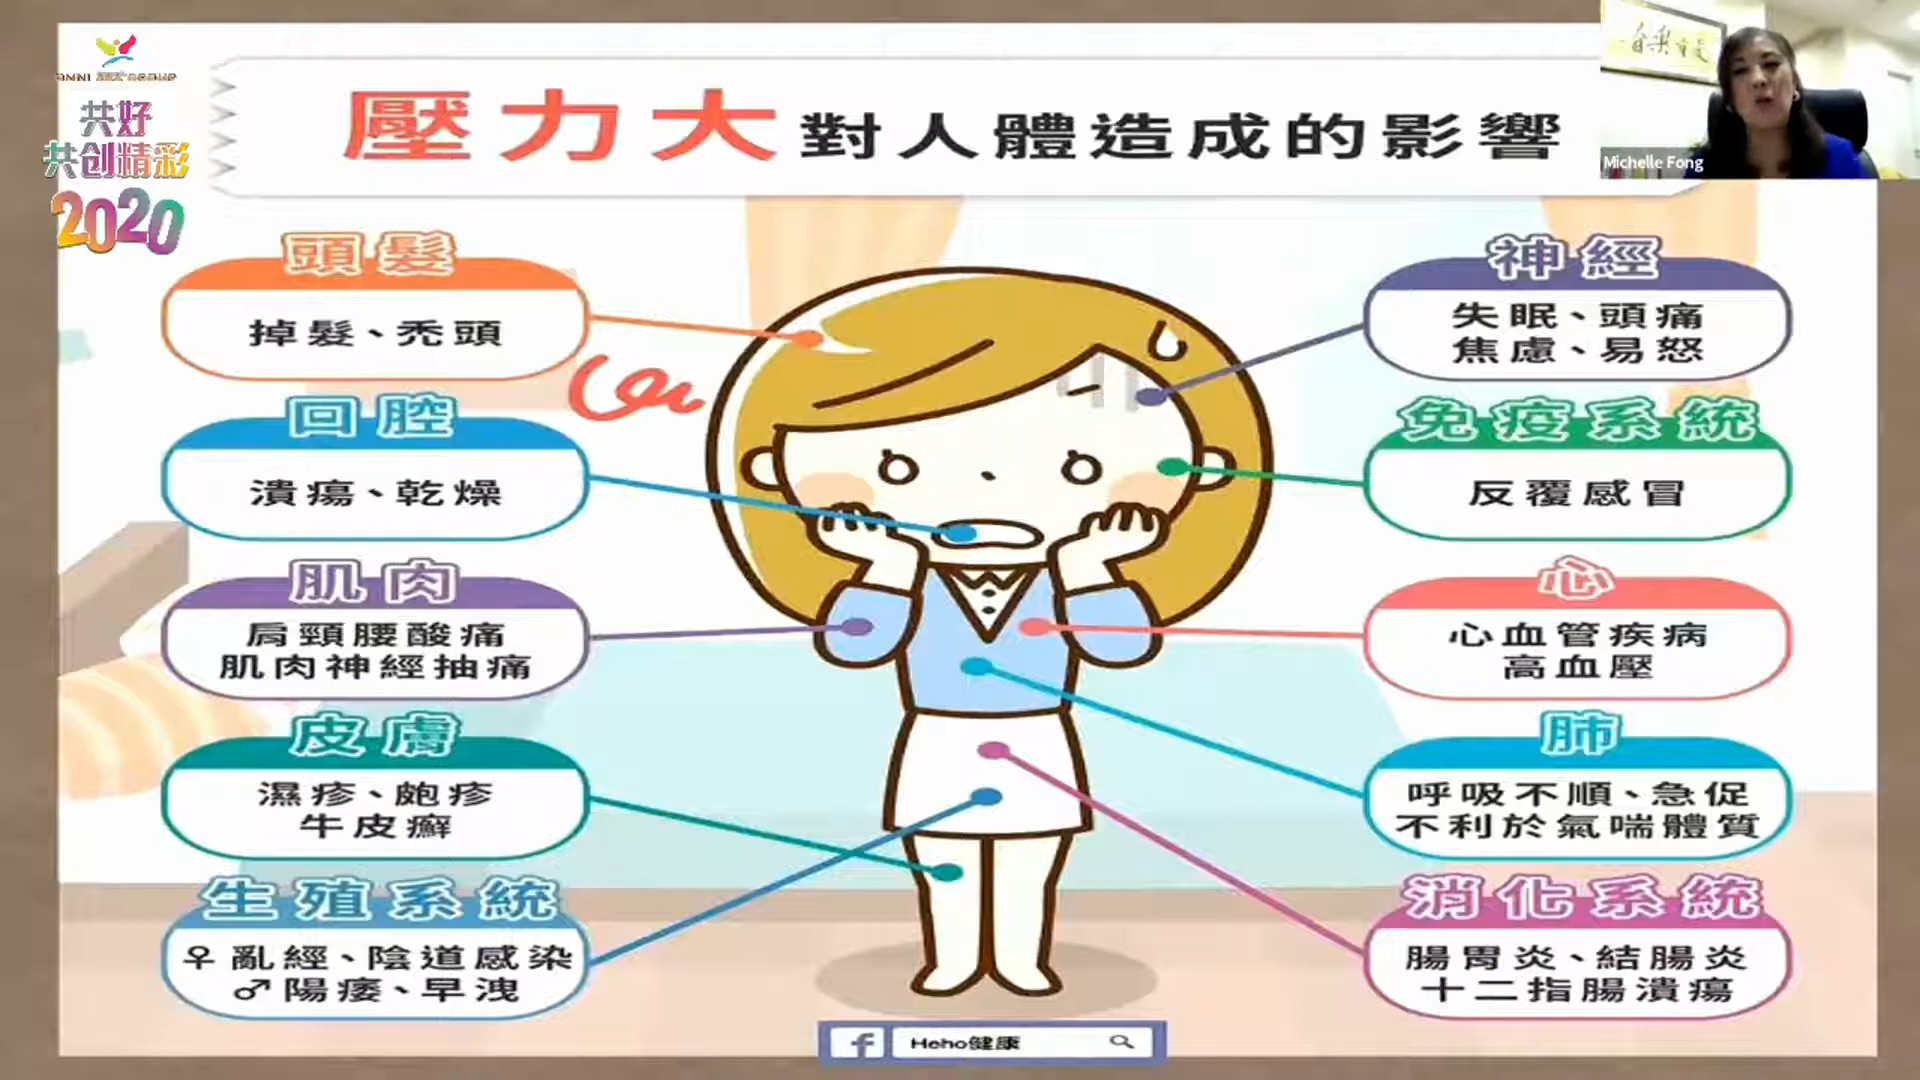 OMNI GROUP
共好
共创精彩
2020
壓力大對人體造成的影響
Michelle Fong
頭髮
掉髮、禿頭
回腔
潰瘍、乾燥
肌肉
肩頸腰酸痛
肌肉神經抽痛
皮膚
濕疹、皰疹
牛皮癬
生殖系統
♀亂經、陰道感染
♂陽痿、早洩
神經
失眠、頭痛
焦慮、易怒
免疫系統
反覆感冒
心
心血管疾病
高血壓
肺
呼吸不順、急促
不利於氣喘體質
消化系統
腸胃炎、結腸炎
十二指腸潰瘍
f Heho健康